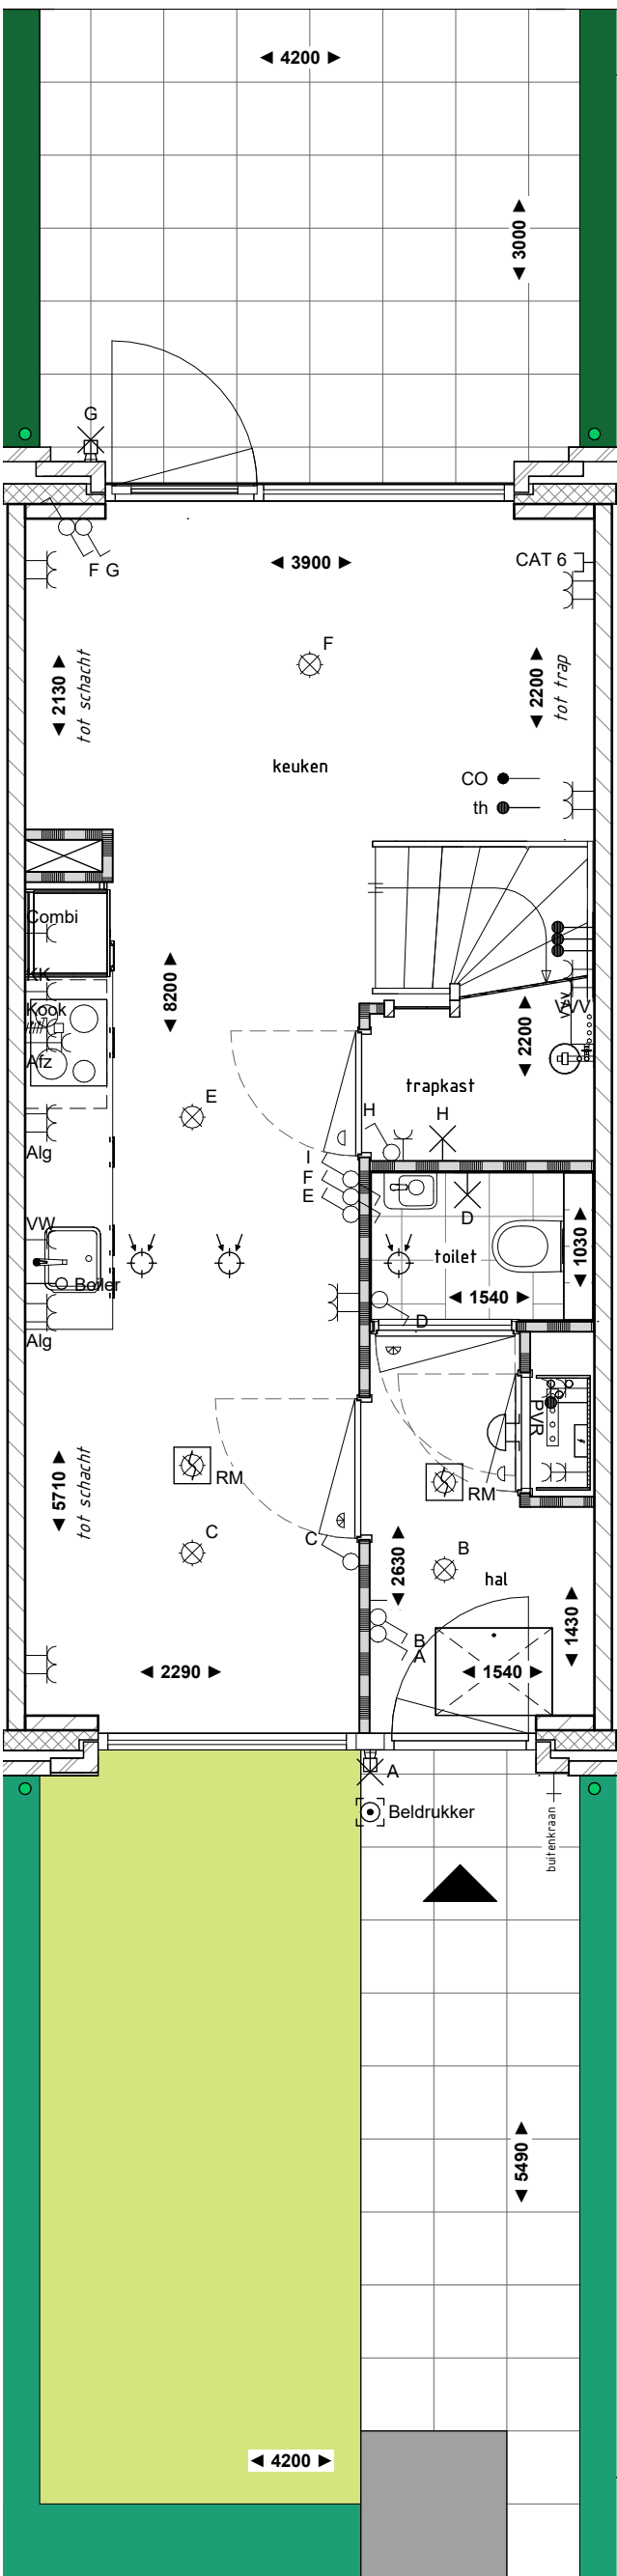 4200
3000
G
F G
3900
CAT 6
F
2130
tot schacht
2200
tot trap
keuken
CO
th
Combi
KK
8200
Kook
Afz
2200
VVV
trapkast
E
H
H
Alg
I
F
E
D
VW
toilet
1030
Boiler
1540
D
Alg
PVR
5710
tot schacht
RM
RM
C
C
B
2630
hal
1430
B
A
2290
1540
A
Beldrukker
buitenkraan
5490
4200